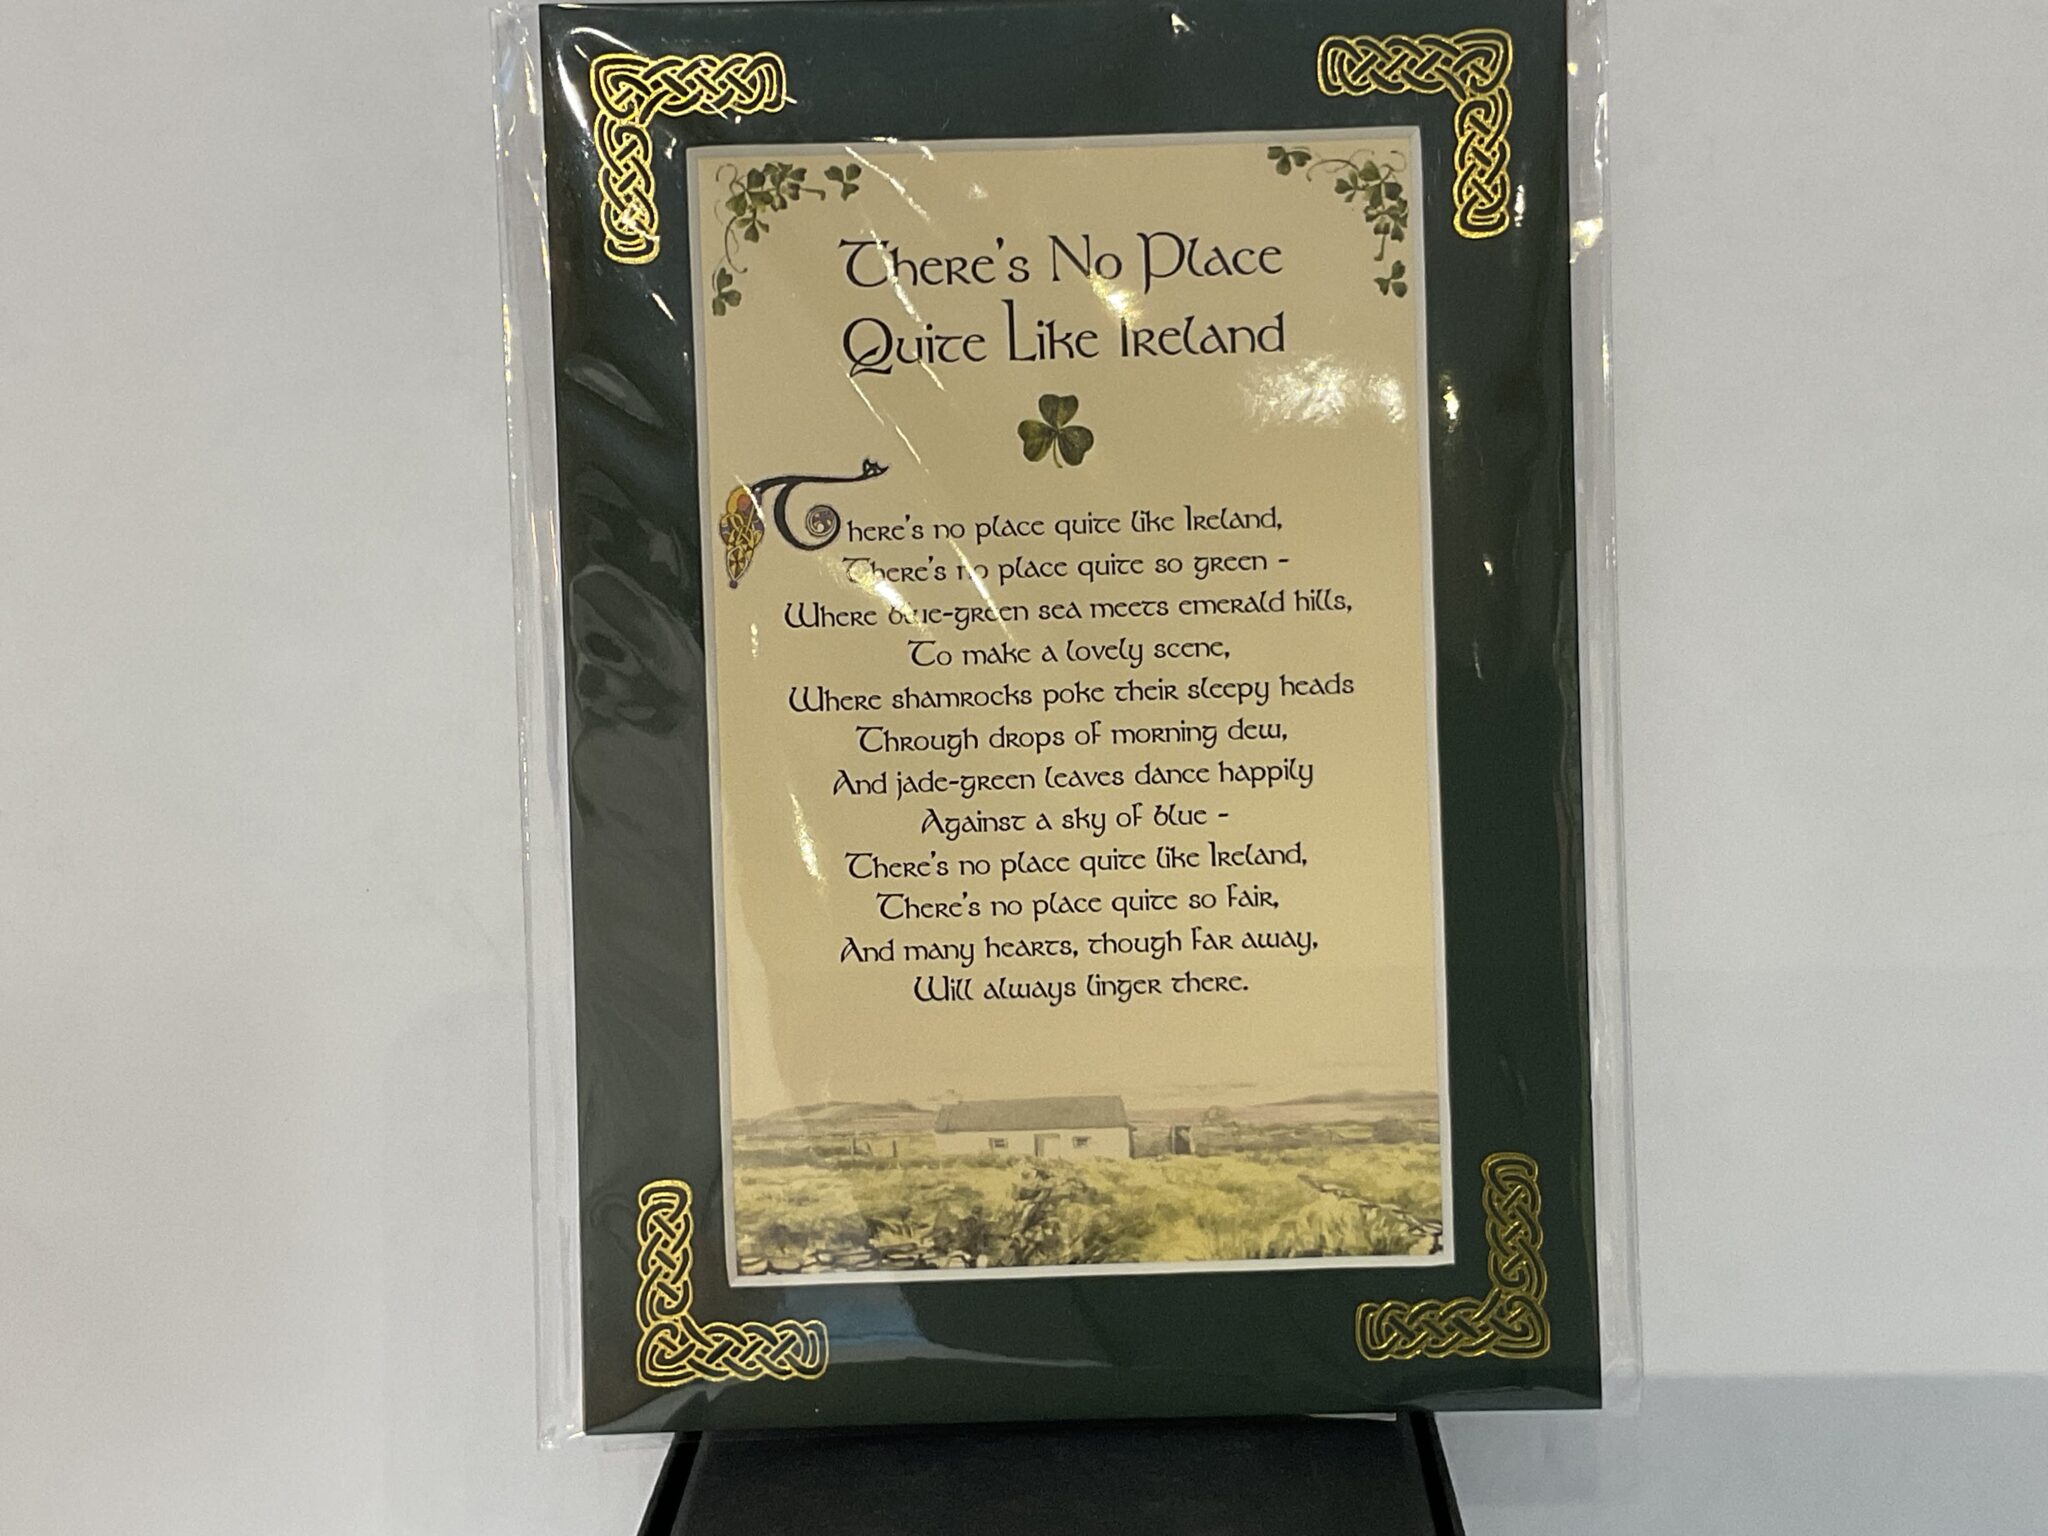 There's No Place
Quite Like Ireland
There's no place quite like Ireland,
There's no place quite so green -
Where blue-green sea meets emerald hills,
To make a lovely scene,
Where shamrocks poke their sleepy heads
Through drops of morning dew,
And jade-green leaves dance happily
Against a sky of blue -
There's no place quite like Ireland,
There's no place quite so fair,
And many hearts, though far away,
Will always linger there.